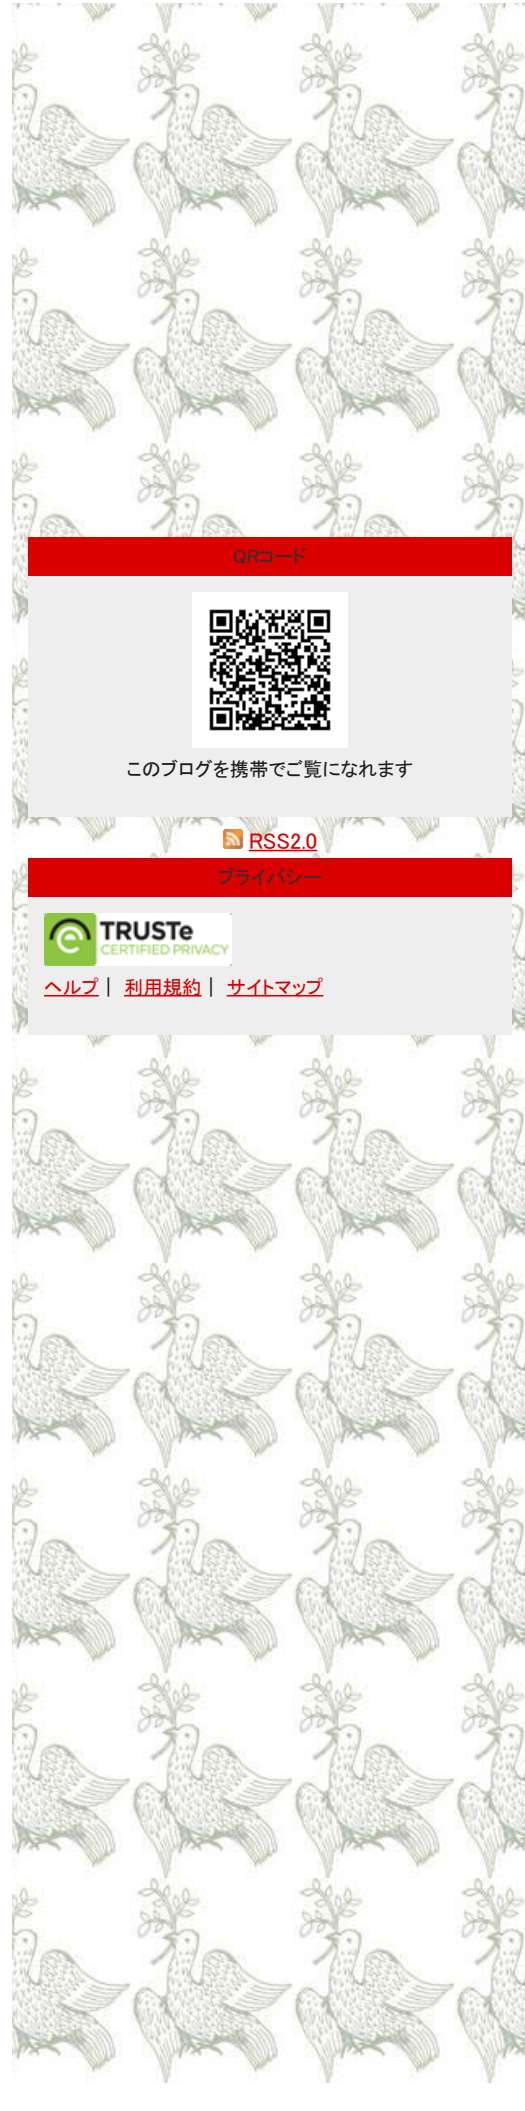 QRコード
このブログを携帯でご覧になれます
RSS2.0
プライバシー
TRUSTe
CERTIFIED PRIVACY
ヘルプ | 利用規約 | サイトマップ